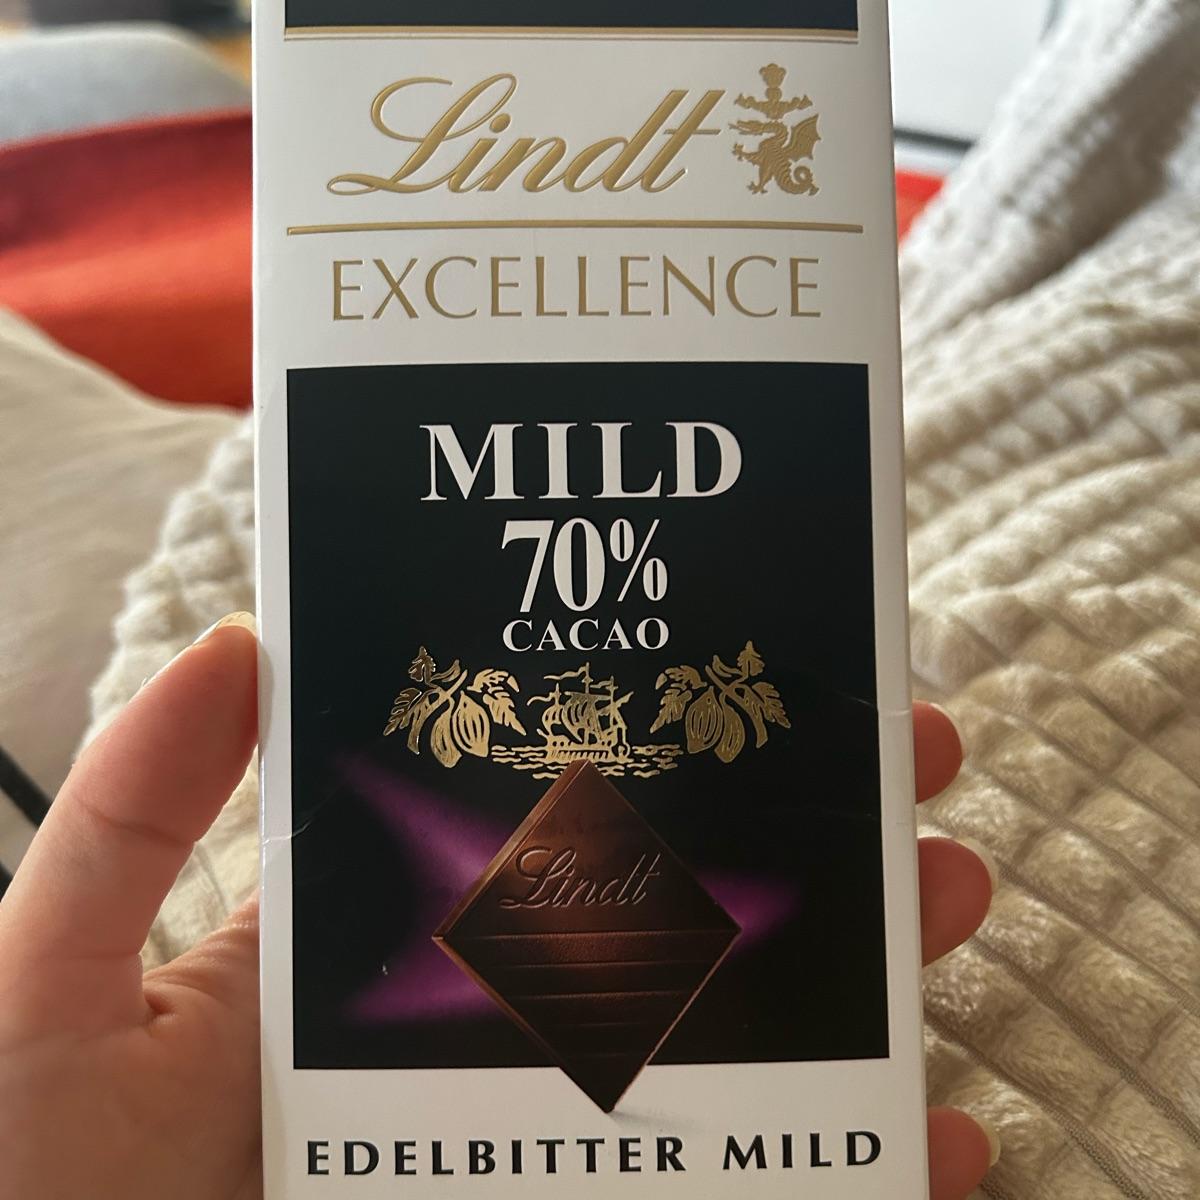 Lindt
EXCELLENCE
MILD
70%
CACAO
Lindt
EDELBITTER MILD